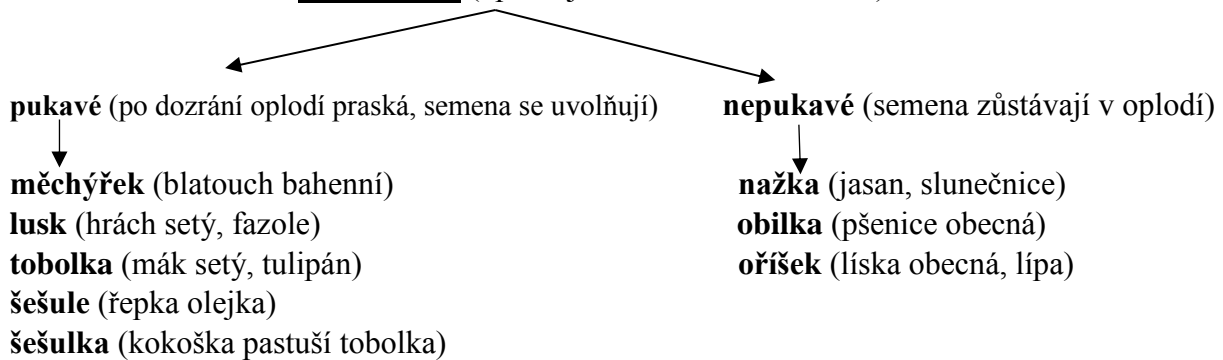 pukavé (po dozrání oplodí praská, semena se uvolňují) nepukavé (semena zůstávají v oplodí)
měchýřek (blatouch bahenní) nažka (jasan, slunečnice)
lusk (hrách setý, fazole) obilka (pšenice obecná)
tobolka (mák setý, tulipán) oříšek (líska obecná, lípa)
šešule (řepka olejka)
šešulka (kokoška pastuší tobolka)